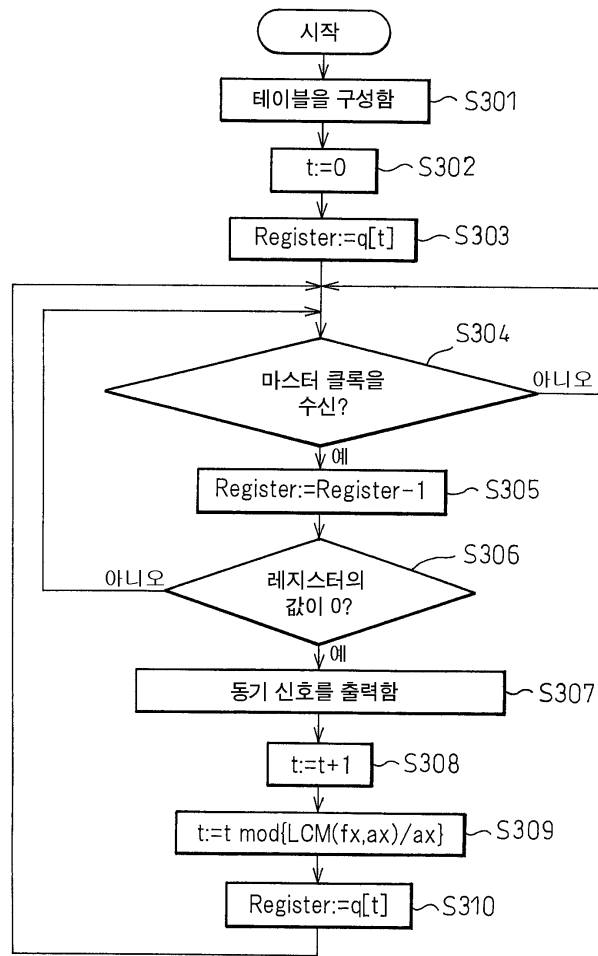 시작
테이블을 구성함
S301
t:=0
S302
Register:=q[t]
S303
S304
마스터 클록을
수신?
아니오
예
Register:=Register-1
S305
S306
레지스터의
값이 0?
아니오
예
동기 신호를 출력함
S307
t:=t+1
S308
t:=t mod{LCM(fx,ax)/ax}
S309
Register:=q[t]
S310